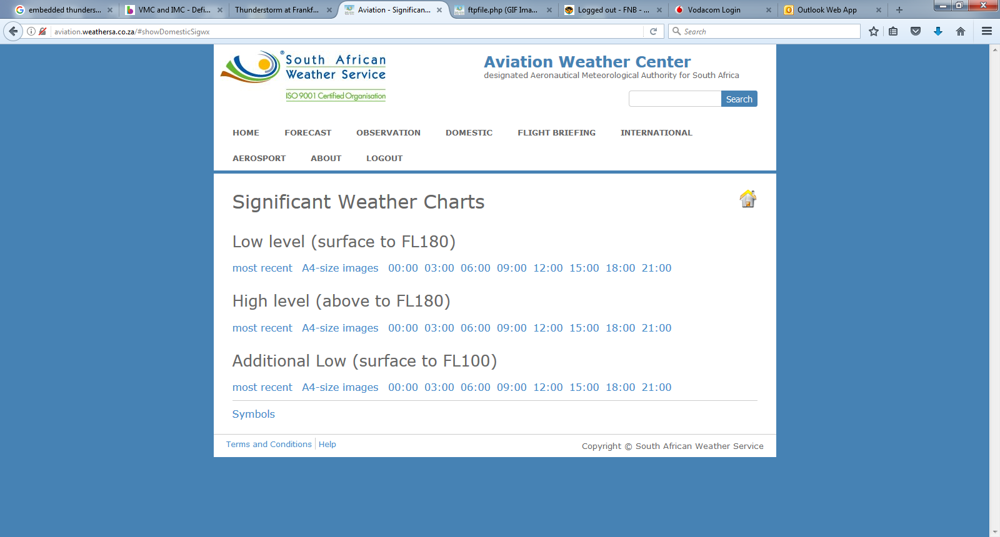 embedded thunders...
VMC and IMC - Defi...
Thunderstorm at Frankf...
Aviation - Significan...
ftpfile.php (GIF Ima...
Logged out - FNB - ...
Vodacom Login
Outlook Web App
aviation.weathersa.co.za/#showDomesticSigwx
Search
South African
Weather Service
ISO 9001 Certified Organisation
®
Aviation Weather Center
designated Aeronautical Meteorological Authority for South Africa
Search
HOME FORECAST OBSERVATION DOMESTIC FLIGHT BRIEFING INTERNATIONAL
AEROSPORT ABOUT LOGOUT
Significant Weather Charts
Low level (surface to FL180)
most recent A4-size images 00:00 03:00 06:00 09:00 12:00 15:00 18:00 21:00
High level (above to FL180)
most recent A4-size images 00:00 03:00 06:00 09:00 12:00 15:00 18:00 21:00
Additional Low (surface to FL100)
most recent A4-size images 00:00 03:00 06:00 09:00 12:00 15:00 18:00 21:00
Symbols
Terms and Conditions Help
Copyright © South African Weather Service